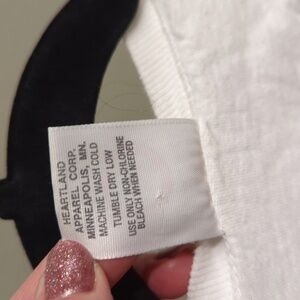 HEARTLAND
APPAREL CORP.
MINNEAPOLIS, MN.
MACHINE WASH COLD
TUMBLE DRY LOW
USE ONLY NON-CHLORINE
BLEACH WHEN NEEDED